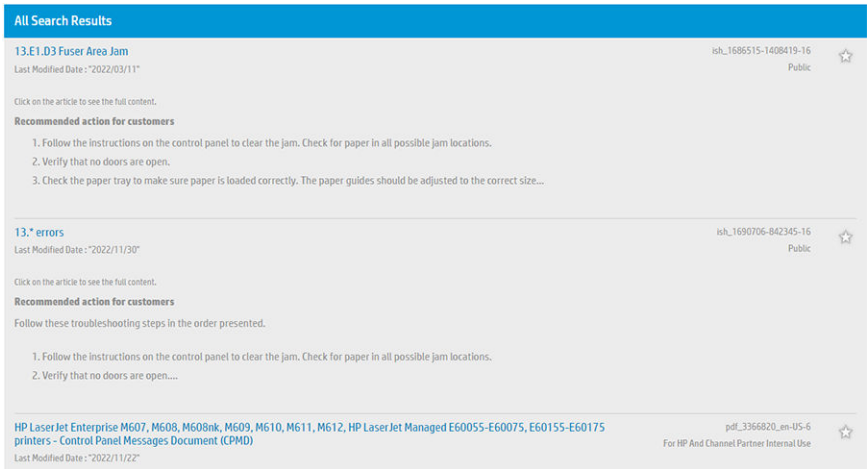 All Search Results
13.E1.D3 Fuser Area Jam
ish_1686515-1408419-16
Last Modified Date : "2022/03/11"
Public
Click on the article to see the full content.
Recommended action for customers
1. Follow the instructions on the control panel to clear the jam. Check for paper in all possible jam locations.
2. Verify that no doors are open.
3. Check the paper tray to make sure paper is loaded correctly. The paper guides should be adjusted to the correct size...
13.* errors
ish_1690706-842345-16
Last Modified Date : "2022/11/30"
Public
Click on the article to see the full content.
Recommended action for customers
Follow these troubleshooting steps in the order presented.
1. Follow the instructions on the control panel to clear the jam. Check for paper in all possible jam locations.
2. Verify that no doors are open....
HP LaserJet Enterprise M607, M608, M608nk, M609, M610, M611, M612, HP LaserJet Managed E60055-E60075, E60155-E60175
printers - Control Panel Messages Document (CPMD)
pdf_3366820_en-US-6
For HP And Channel Partner Internal Use
Last Modified Date : "2022/11/22"